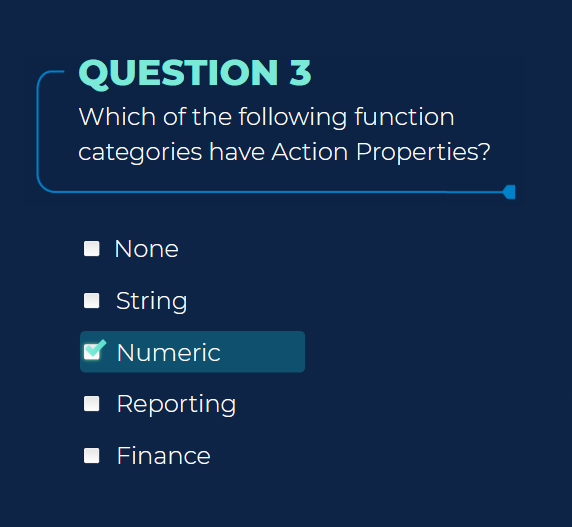 QUESTION 3
Which of the following function
categories have Action Properties?
None
String
Numeric
Reporting
Finance